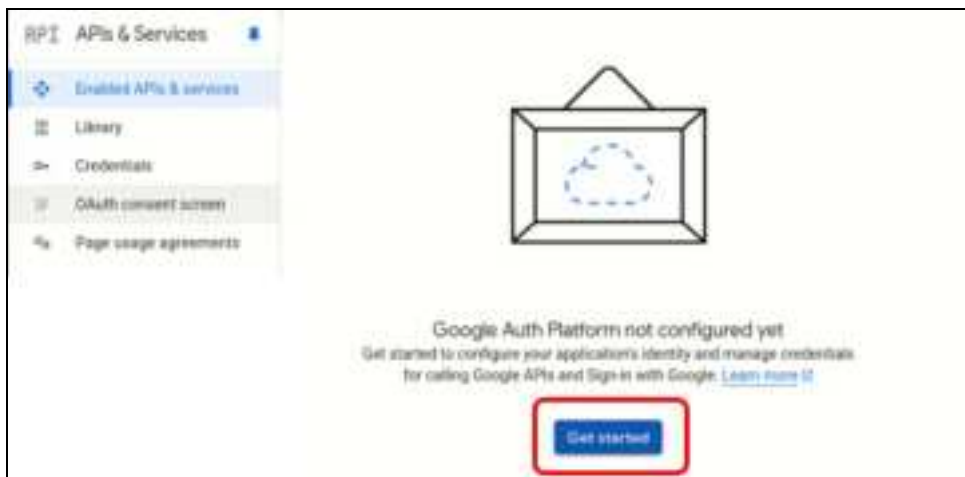 API APIs & Services
Enabled APIs & services
Library
Credentials
OAuth consent screen
Page usage agreements
Google Auth Platform not configured yet
Get started to configure your application's identity and manage credentials
for calling Google APIs and Sign-in with Google. Learn more
Get started